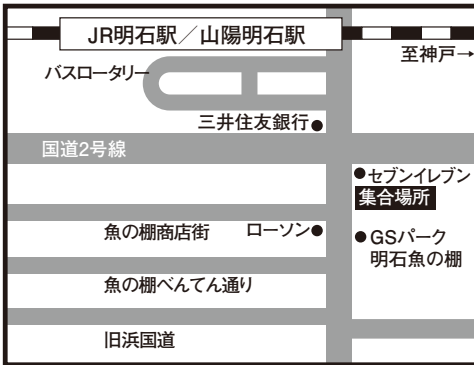 JR明石駅／山陽明石駅
至神戸→
バスロータリー
三井住友銀行●
国道2号線
●セブンイレブン
集合場所
魚の棚商店街
ローソン●
●GSパーク
明石魚の棚
魚の棚べんてん通り
旧浜国道